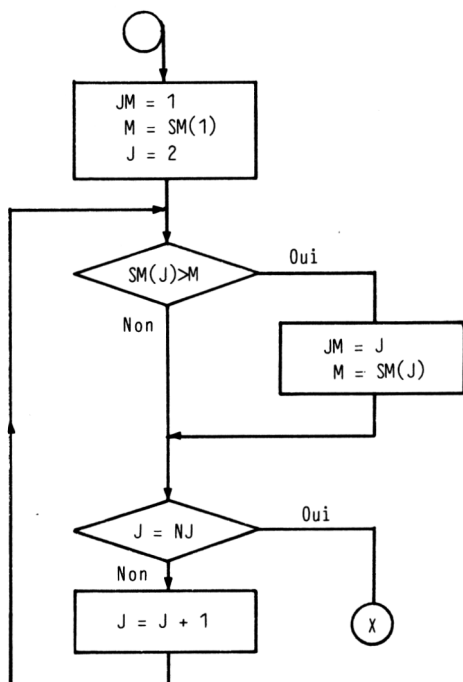 JM = 1
M = SM(1)
J = 2
SM(J)>M
Oui
Non
JM = J
M = SM(J)
J = NJ
Oui
Non
J = J + 1
X